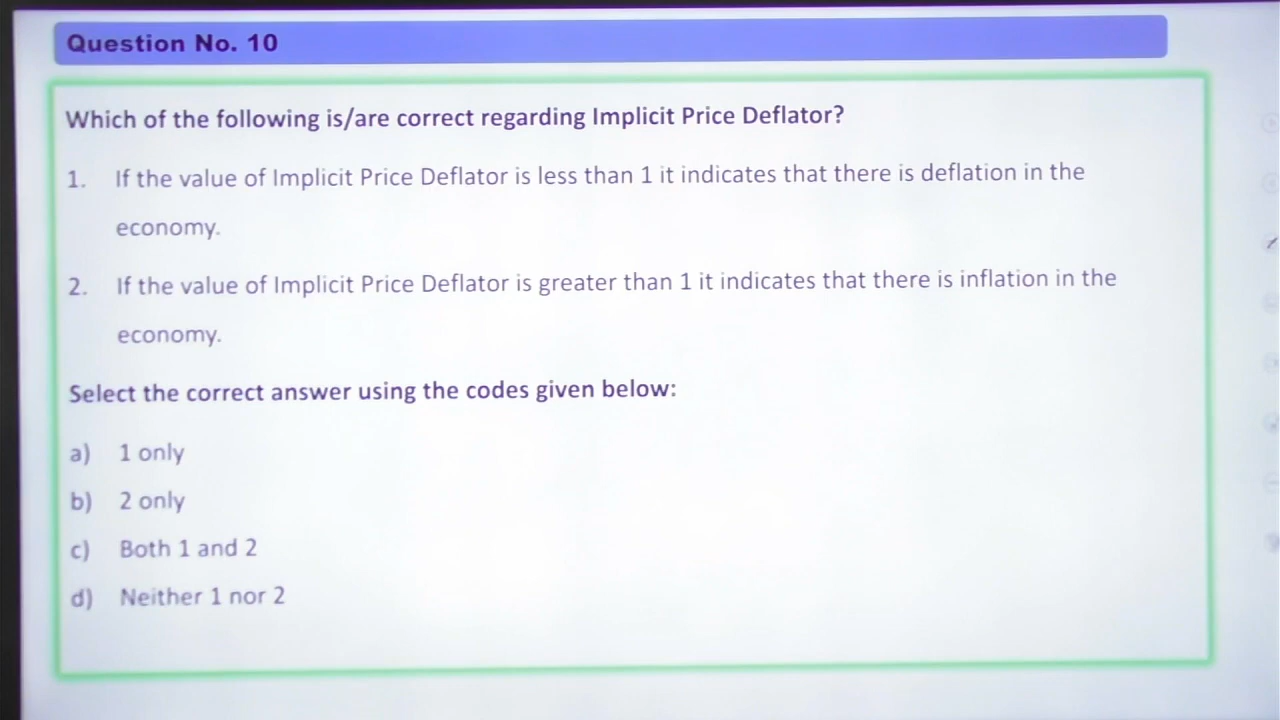 Question No. 10
Which of the following is/are correct regarding Implicit Price Deflator?
1. If the value of Implicit Price Deflator is less than 1 it indicates that there is deflation in the
economy.
2. If the value of Implicit Price Deflator is greater than 1 it indicates that there is inflation in the
economy.
Select the correct answer using the codes given below:
a) 1 only
b) 2 only
c) Both 1 and 2
d) Neither 1 nor 2